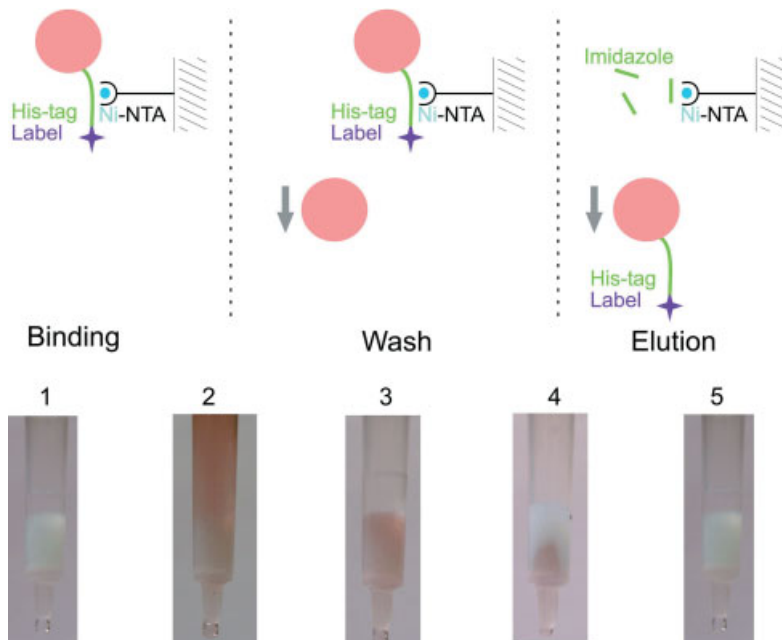 His-tag
Label
Ni-NTA
His-tag
Label
Ni-NTA
Imidazole
Ni-NTA
His-tag
Label
Binding
Wash
Elution
1
2
3
4
5